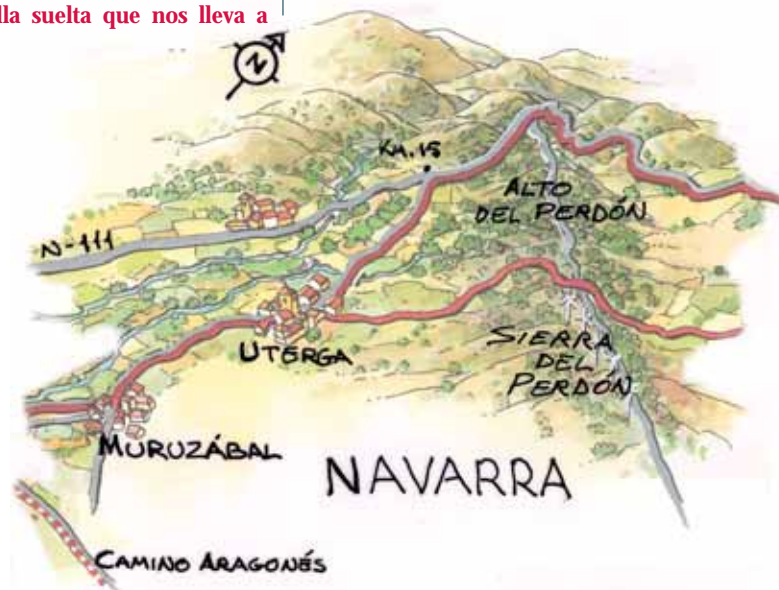 lla suelta que nos lleva a
N
KM. 15
ALTO
DEL PERDÓN
N-111
UTERGA
SIERRA
DEL
PERDÓN
MURUZÁBAL
NAVARRA
CAMINO ARAGONÉS